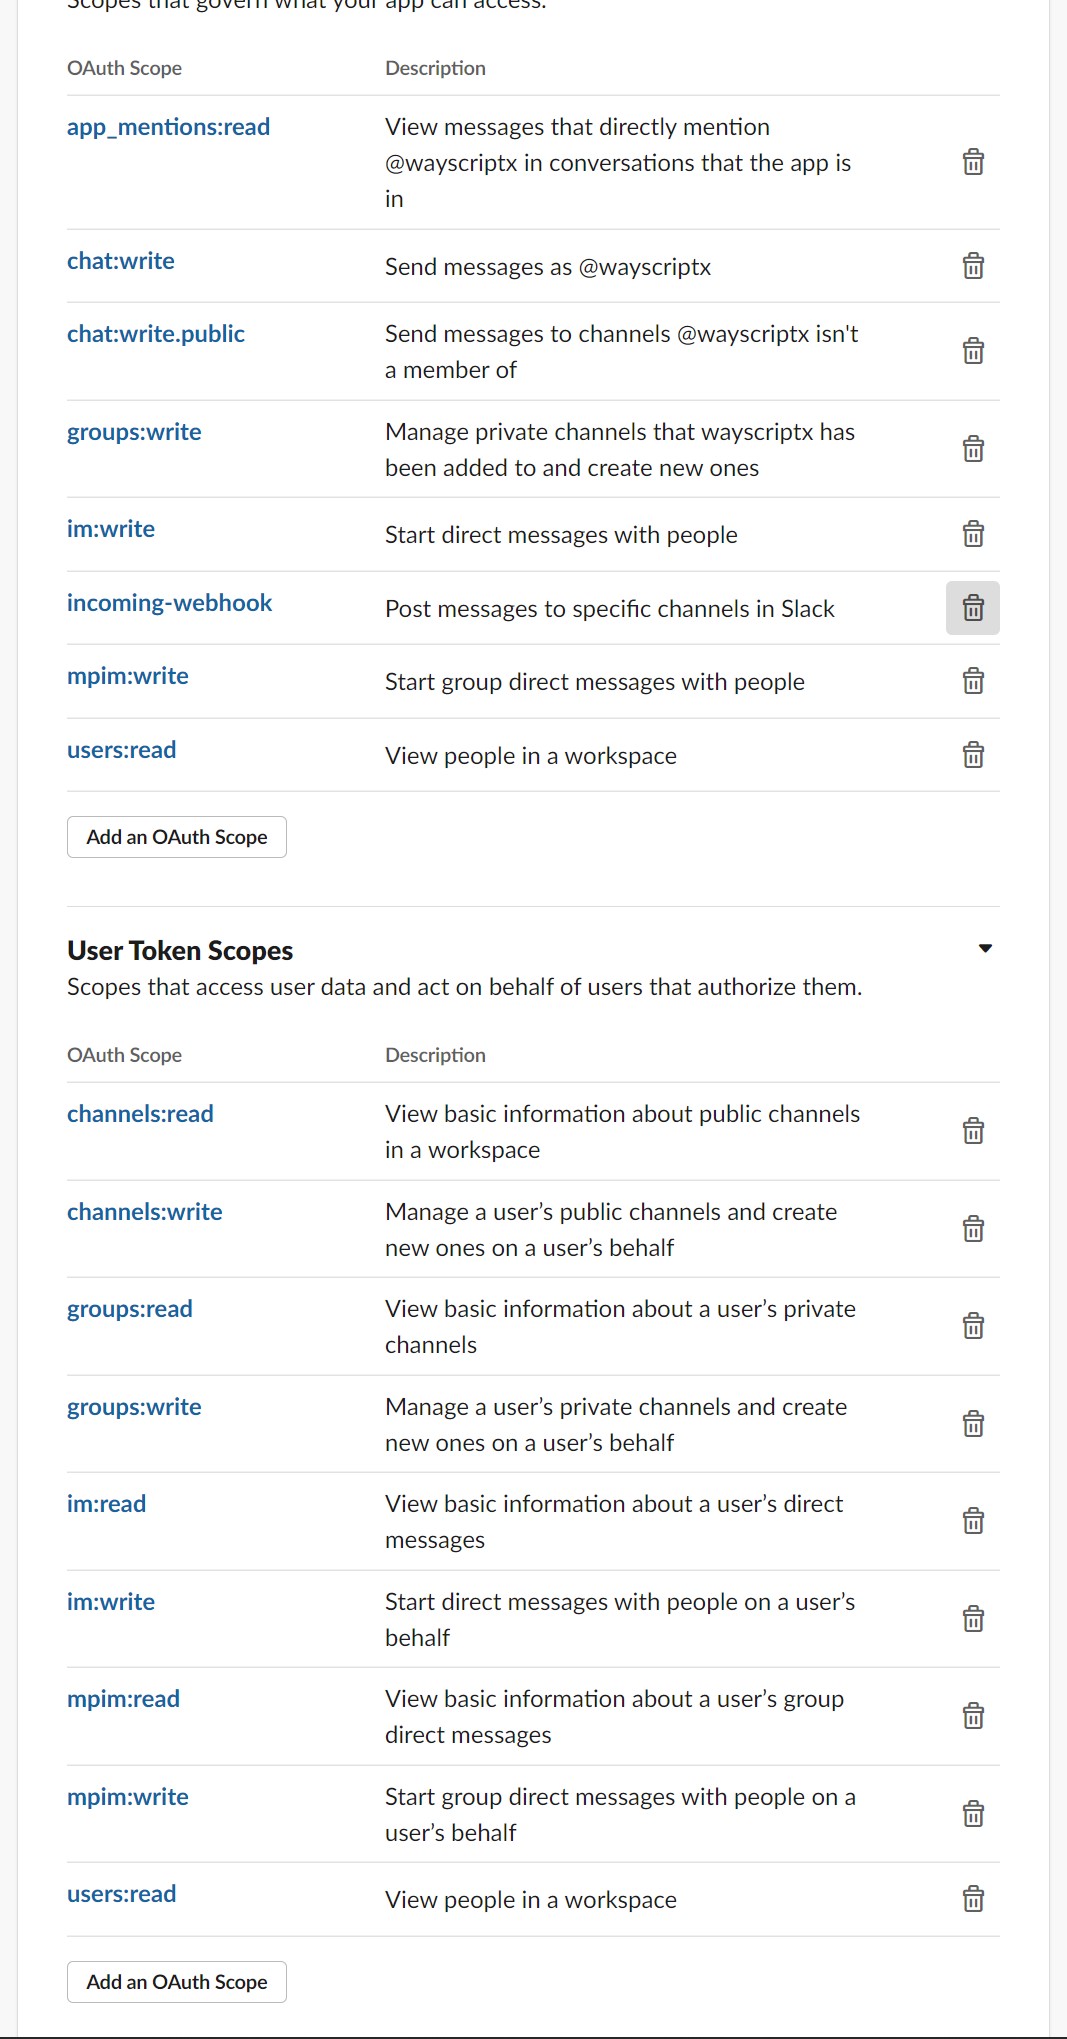 Scopes that govern what your app can access.
OAuth Scope Description
app_mentions:read View messages that directly mention
@wayscriptx in conversations that the app is
in
chat:write Send messages as @wayscriptx
chat:write.public Send messages to channels @wayscriptx isn't
a member of
groups:write Manage private channels that wayscriptx has
been added to and create new ones
im:write Start direct messages with people
incoming-webhook Post messages to specific channels in Slack
mpim:write Start group direct messages with people
users:read View people in a workspace
Add an OAuth Scope
User Token Scopes
Scopes that access user data and act on behalf of users that authorize them.
OAuth Scope Description
channels:read View basic information about public channels
in a workspace
channels:write Manage a user’s public channels and create
new ones on a user’s behalf
groups:read View basic information about a user’s private
channels
groups:write Manage a user’s private channels and create
new ones on a user’s behalf
im:read View basic information about a user’s direct
messages
im:write Start direct messages with people on a user’s
behalf
mpim:read View basic information about a user’s group
direct messages
mpim:write Start group direct messages with people on a
user’s behalf
users:read View people in a workspace
Add an OAuth Scope